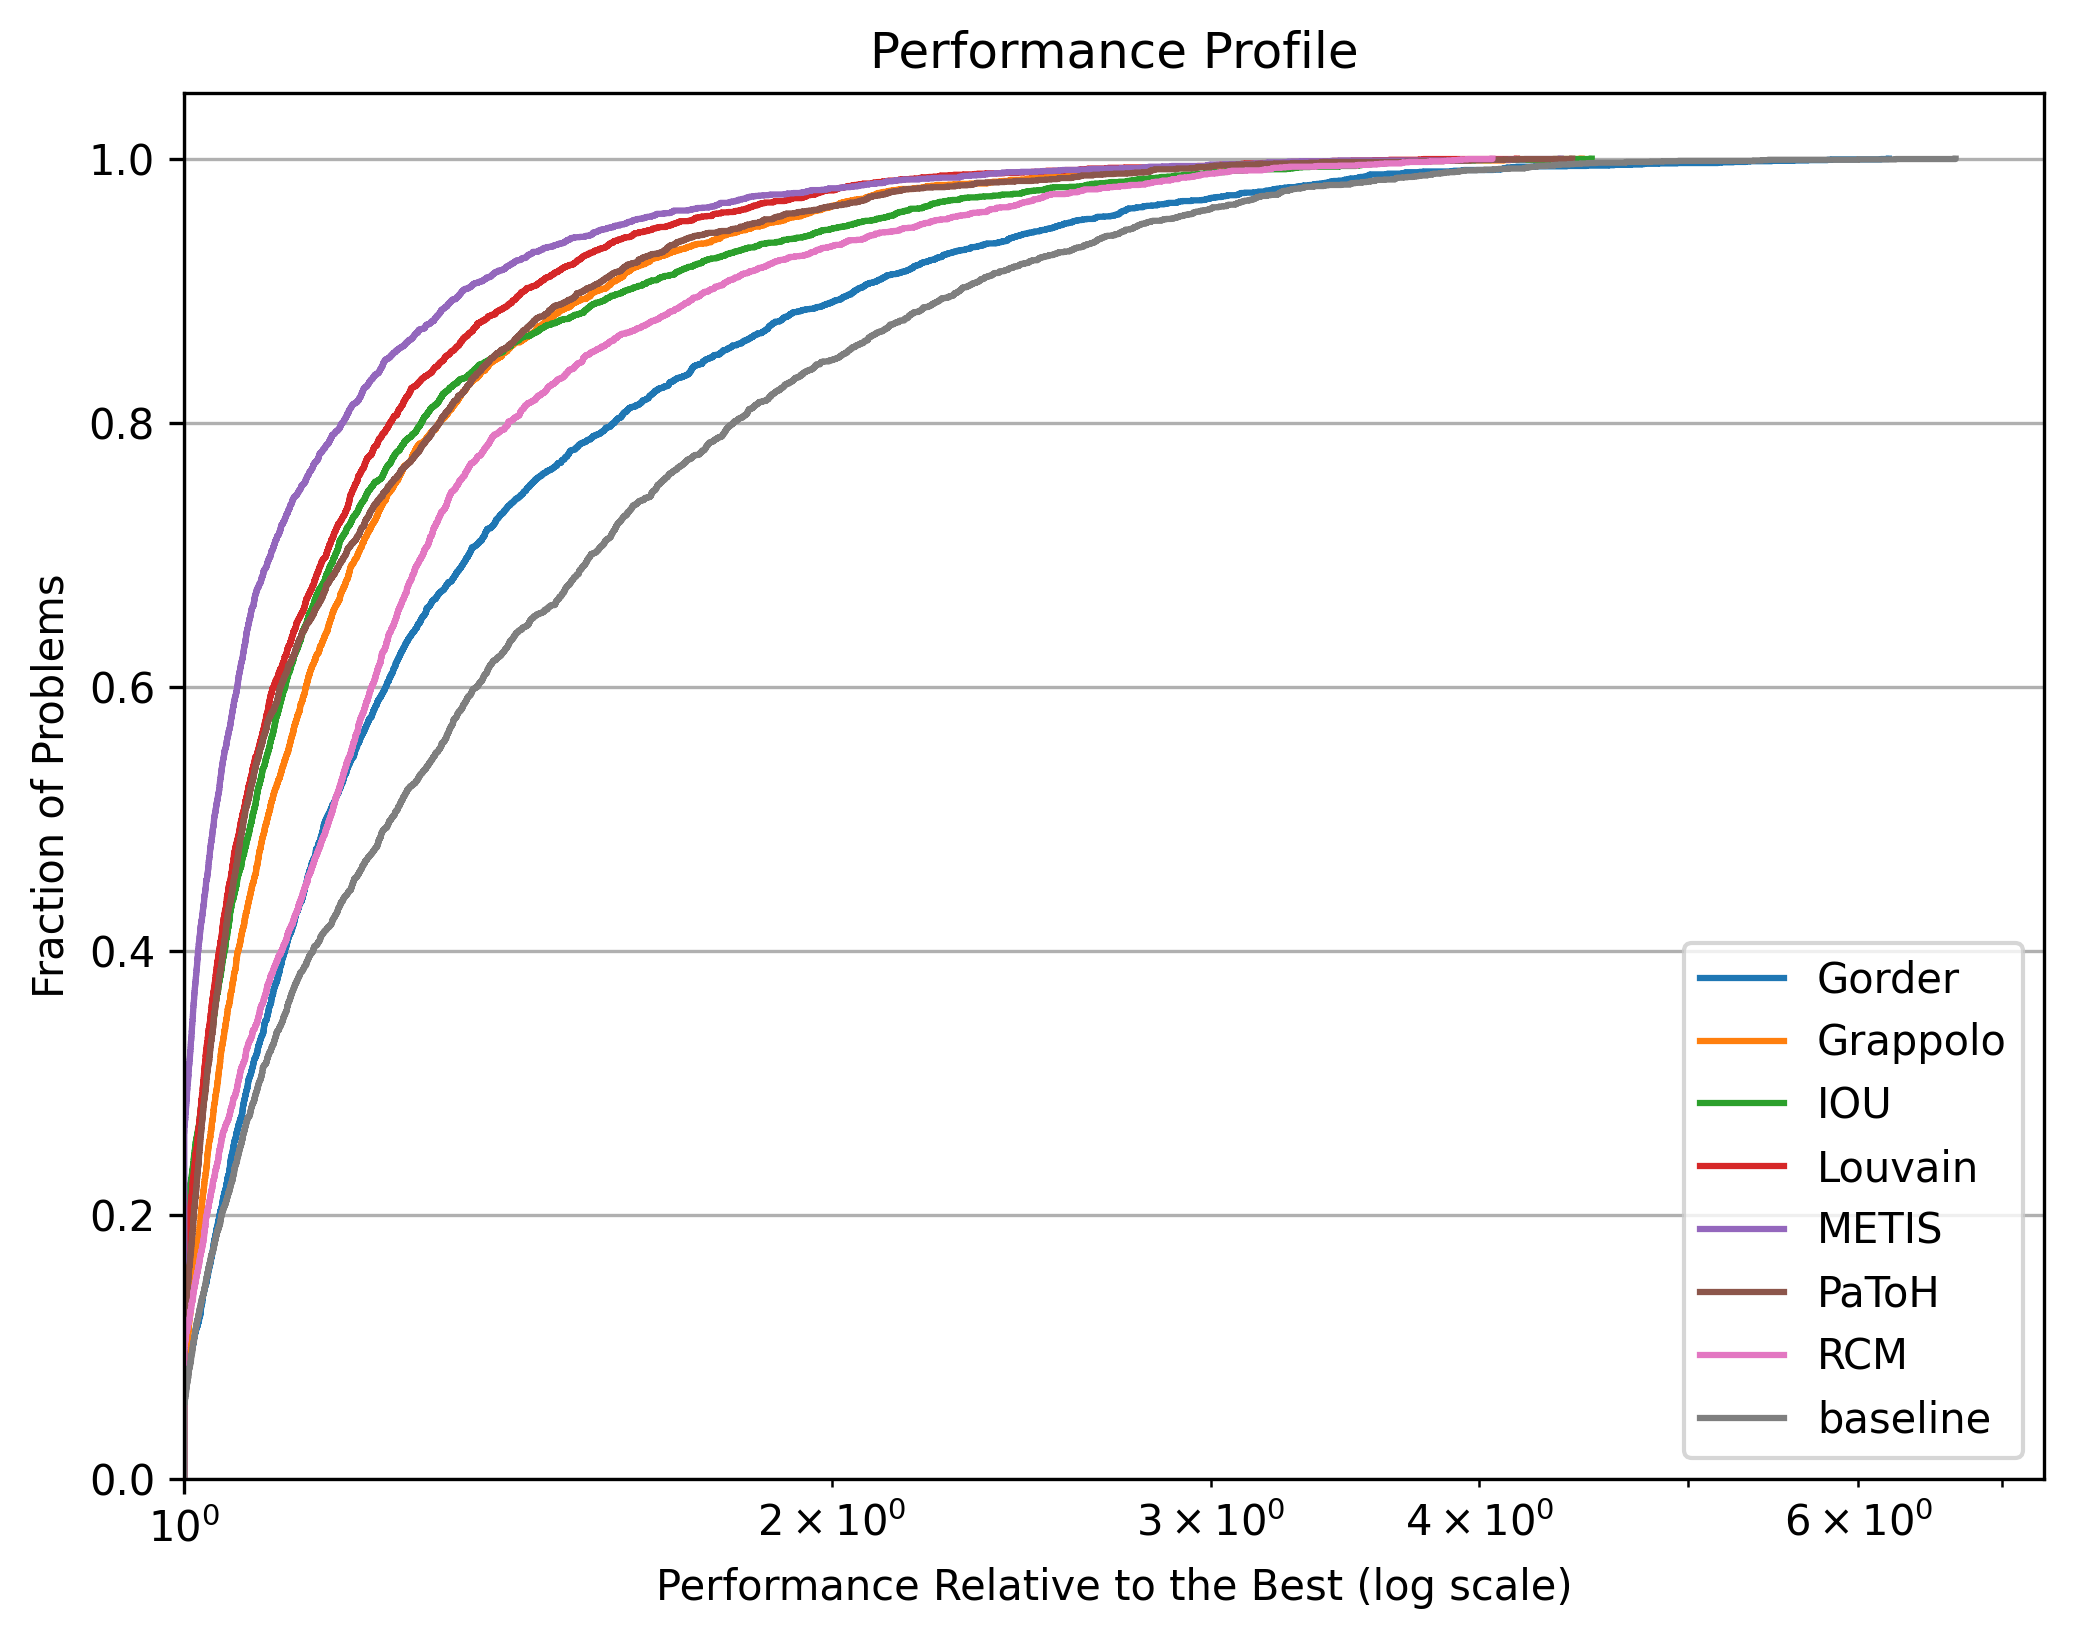 Performance Profile
1.0
0.8
0.6
0.4
0.2
0.0
Fraction of Problems
10⁰
2 × 10⁰
3 × 10⁰
4 × 10⁰
6 × 10⁰
Performance Relative to the Best (log scale)
Gorder
Grappolo
IOU
Louvain
METIS
PaToH
RCM
baseline